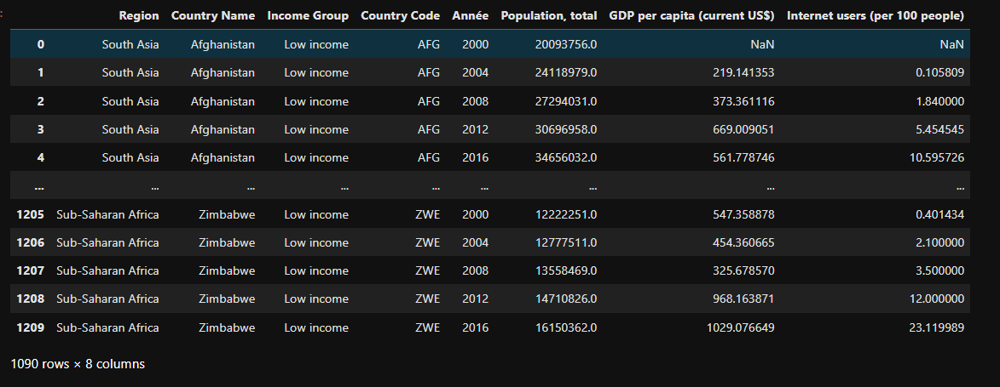 Region Country Name Income Group Country Code Année Population, total GDP per capita (current US$) Internet users (per 100 people)
0 South Asia Afghanistan Low income AFG 2000 20093756.0 NaN NaN
1 South Asia Afghanistan Low income AFG 2004 24118979.0 219.141353 0.105809
2 South Asia Afghanistan Low income AFG 2008 27294031.0 373.361116 1.840000
3 South Asia Afghanistan Low income AFG 2012 30696958.0 669.009051 5.454545
4 South Asia Afghanistan Low income AFG 2016 34656032.0 561.778746 10.595726
... ... ... ... ... ... ... ... ...
1205 Sub-Saharan Africa Zimbabwe Low income ZWE 2000 12222251.0 547.358878 0.401434
1206 Sub-Saharan Africa Zimbabwe Low income ZWE 2004 12777511.0 454.360665 2.100000
1207 Sub-Saharan Africa Zimbabwe Low income ZWE 2008 13558469.0 325.678570 3.500000
1208 Sub-Saharan Africa Zimbabwe Low income ZWE 2012 14710826.0 968.163871 12.000000
1209 Sub-Saharan Africa Zimbabwe Low income ZWE 2016 16150362.0 1029.076649 23.119989
1090 rows × 8 columns